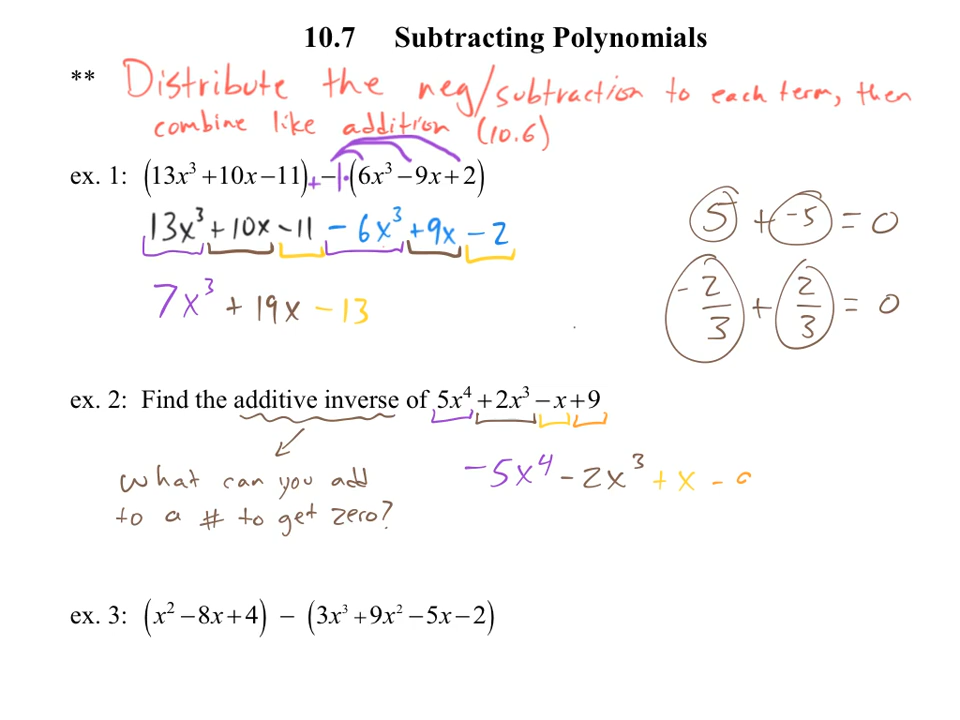 10.7 Subtracting Polynomials
** Distribute the neg/subtraction to each term, then
combine like addition (10.6)
ex. 1: (13x³+10x−11)+−1·(6x³−9x+2)
13x³+10x−11−6x³+9x−2
7x³+19x−13
5+−5=0
−2/3+2/3=0
ex. 2: Find the additive inverse of 5x⁴+2x³−x+9
−5x⁴−2x³+x−
what can you add
to a # to get zero?
ex. 3: (x²−8x+4) − (3x³+9x²−5x−2)